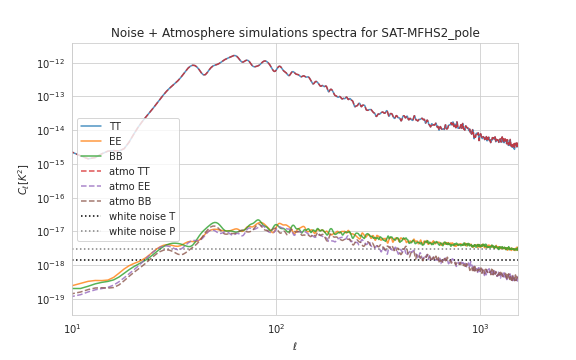 Noise + Atmosphere simulations spectra for SAT-MFHS2_pole
10⁻¹²
10⁻¹³
10⁻¹⁴
10⁻¹⁵
10⁻¹⁶
10⁻¹⁷
10⁻¹⁸
10⁻¹⁹
Cℓ[K²]
TT
EE
BB
atmo TT
atmo EE
atmo BB
white noise T
white noise P
10¹ 10² 10³
ℓ